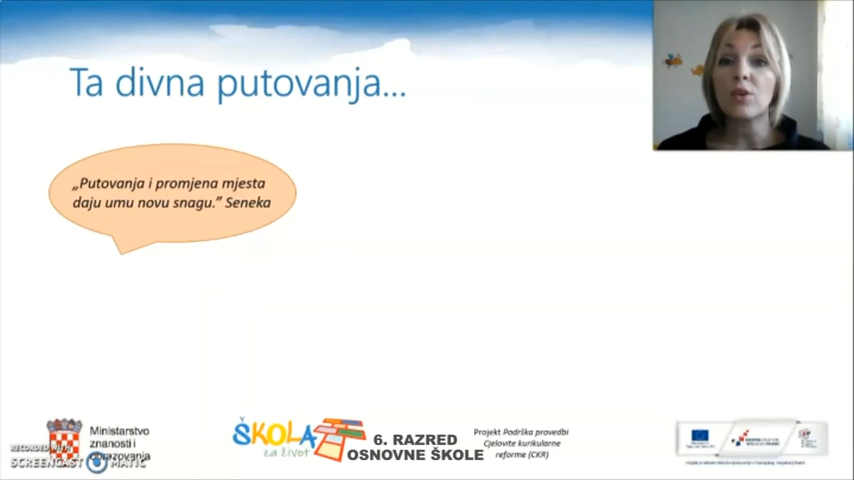 Ta divna putovanja...
„Putovanja i promjena mjesta
daju umu novu snagu.” Seneka
Ministarstvo
znanosti i
obrazovanja
RECORDED WITH
SCREENCAST MATIC
ŠKOLA
za život
6. RAZRED
OSNOVNE ŠKOLE
Projekt Podrška provedbi
Cjelovite kurikularne
reforme (CKR)